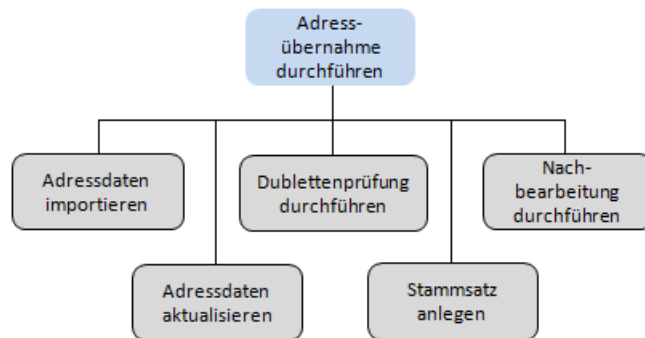 Adress-
übernahme
durchführen
Adressdaten
importieren
Dublettenprüfung
durchführen
Nach-
bearbeitung
durchführen
Adressdaten
aktualisieren
Stammsatz
anlegen